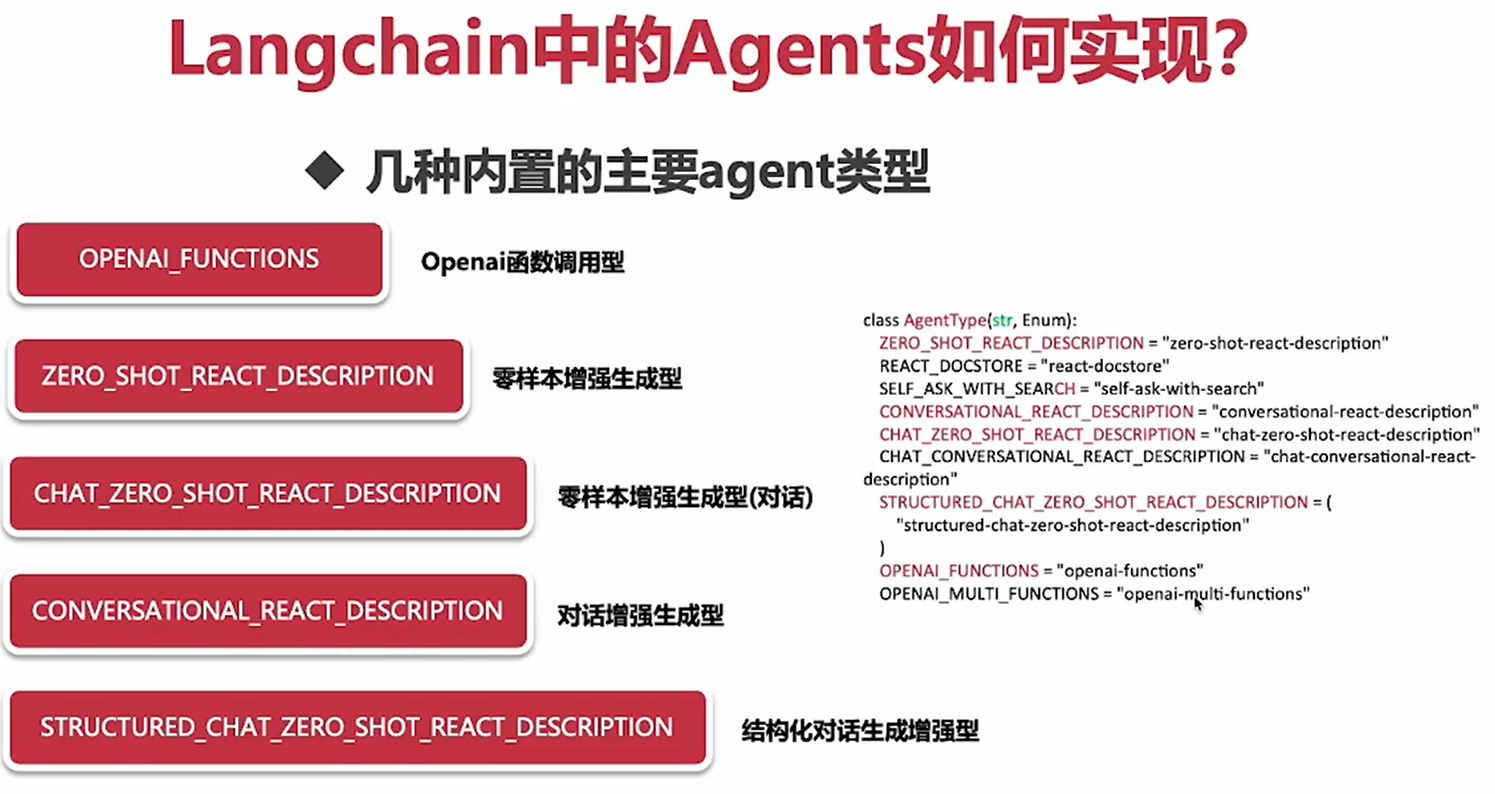 Langchain中的Agents如何实现？
◆ 几种内置的主要agent类型
OPENAI_FUNCTIONS
Openai函数调用型
ZERO_SHOT_REACT_DESCRIPTION
零样本增强生成型
CHAT_ZERO_SHOT_REACT_DESCRIPTION
零样本增强生成型(对话)
CONVERSATIONAL_REACT_DESCRIPTION
对话增强生成型
STRUCTURED_CHAT_ZERO_SHOT_REACT_DESCRIPTION
结构化对话生成增强型
class AgentType(str, Enum):
ZERO_SHOT_REACT_DESCRIPTION = "zero-shot-react-description"
REACT_DOCSTORE = "react-docstore"
SELF_ASK_WITH_SEARCH = "self-ask-with-search"
CONVERSATIONAL_REACT_DESCRIPTION = "conversational-react-description"
CHAT_ZERO_SHOT_REACT_DESCRIPTION = "chat-zero-shot-react-description"
CHAT_CONVERSATIONAL_REACT_DESCRIPTION = "chat-conversational-react-
description"
STRUCTURED_CHAT_ZERO_SHOT_REACT_DESCRIPTION = (
"structured-chat-zero-shot-react-description"
)
OPENAI_FUNCTIONS = "openai-functions"
OPENAI_MULTI_FUNCTIONS = "openai-multi-functions"